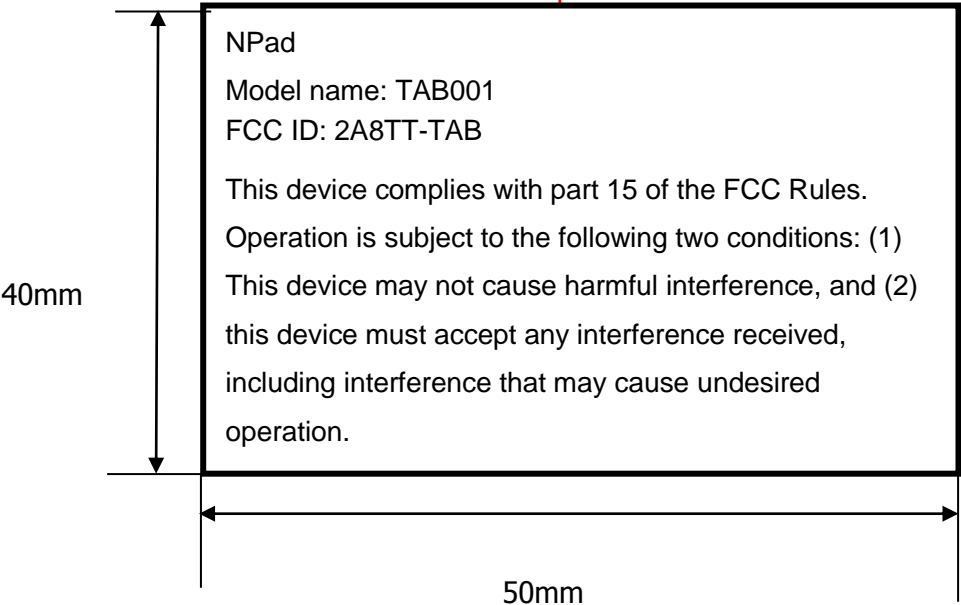 NPad
Model name: TAB001
FCC ID: 2A8TT-TAB
This device complies with part 15 of the FCC Rules.
Operation is subject to the following two conditions: (1)
This device may not cause harmful interference, and (2)
this device must accept any interference received,
including interference that may cause undesired
operation.
40mm
50mm